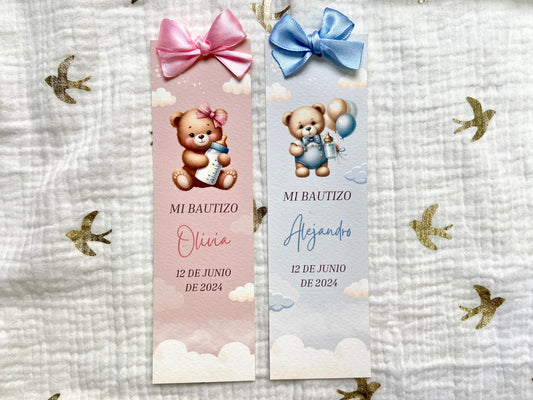 MI BAUTIZO
Olivia
12 DE JUNIO
DE 2024
MI BAUTIZO
Alejandro
12 DE JUNIO
DE 2024